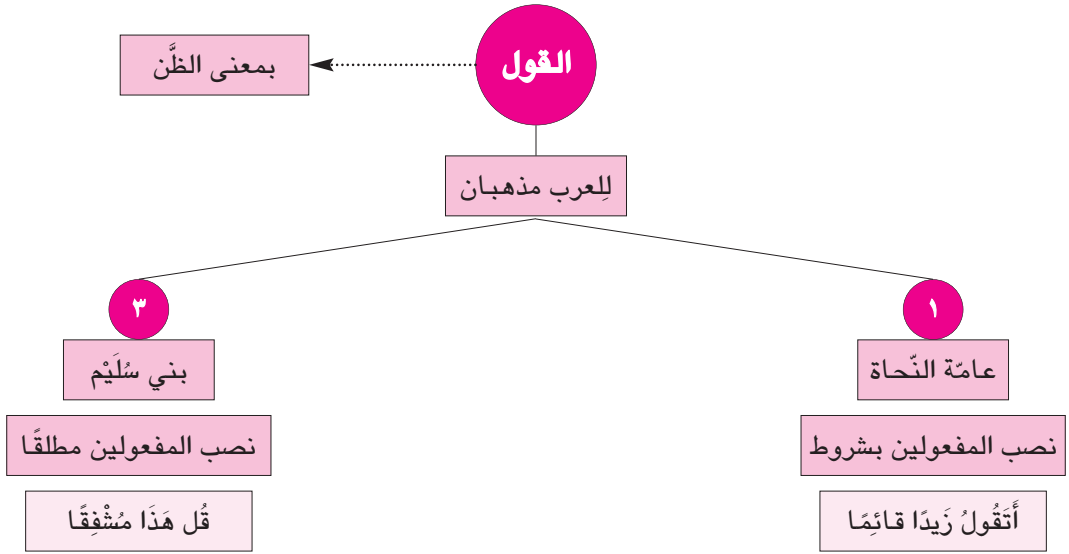 القول
بمعنى الظَّن
لِلعرب مذهبان
١
عامّة النّحاة
نصب المفعولين بشروط
أَتَقُولُ زَيدًا قائِمًا
٣
بني سُلَيْم
نصب المفعولين مطلقًا
قُل هَذَا مُشْفِقًا